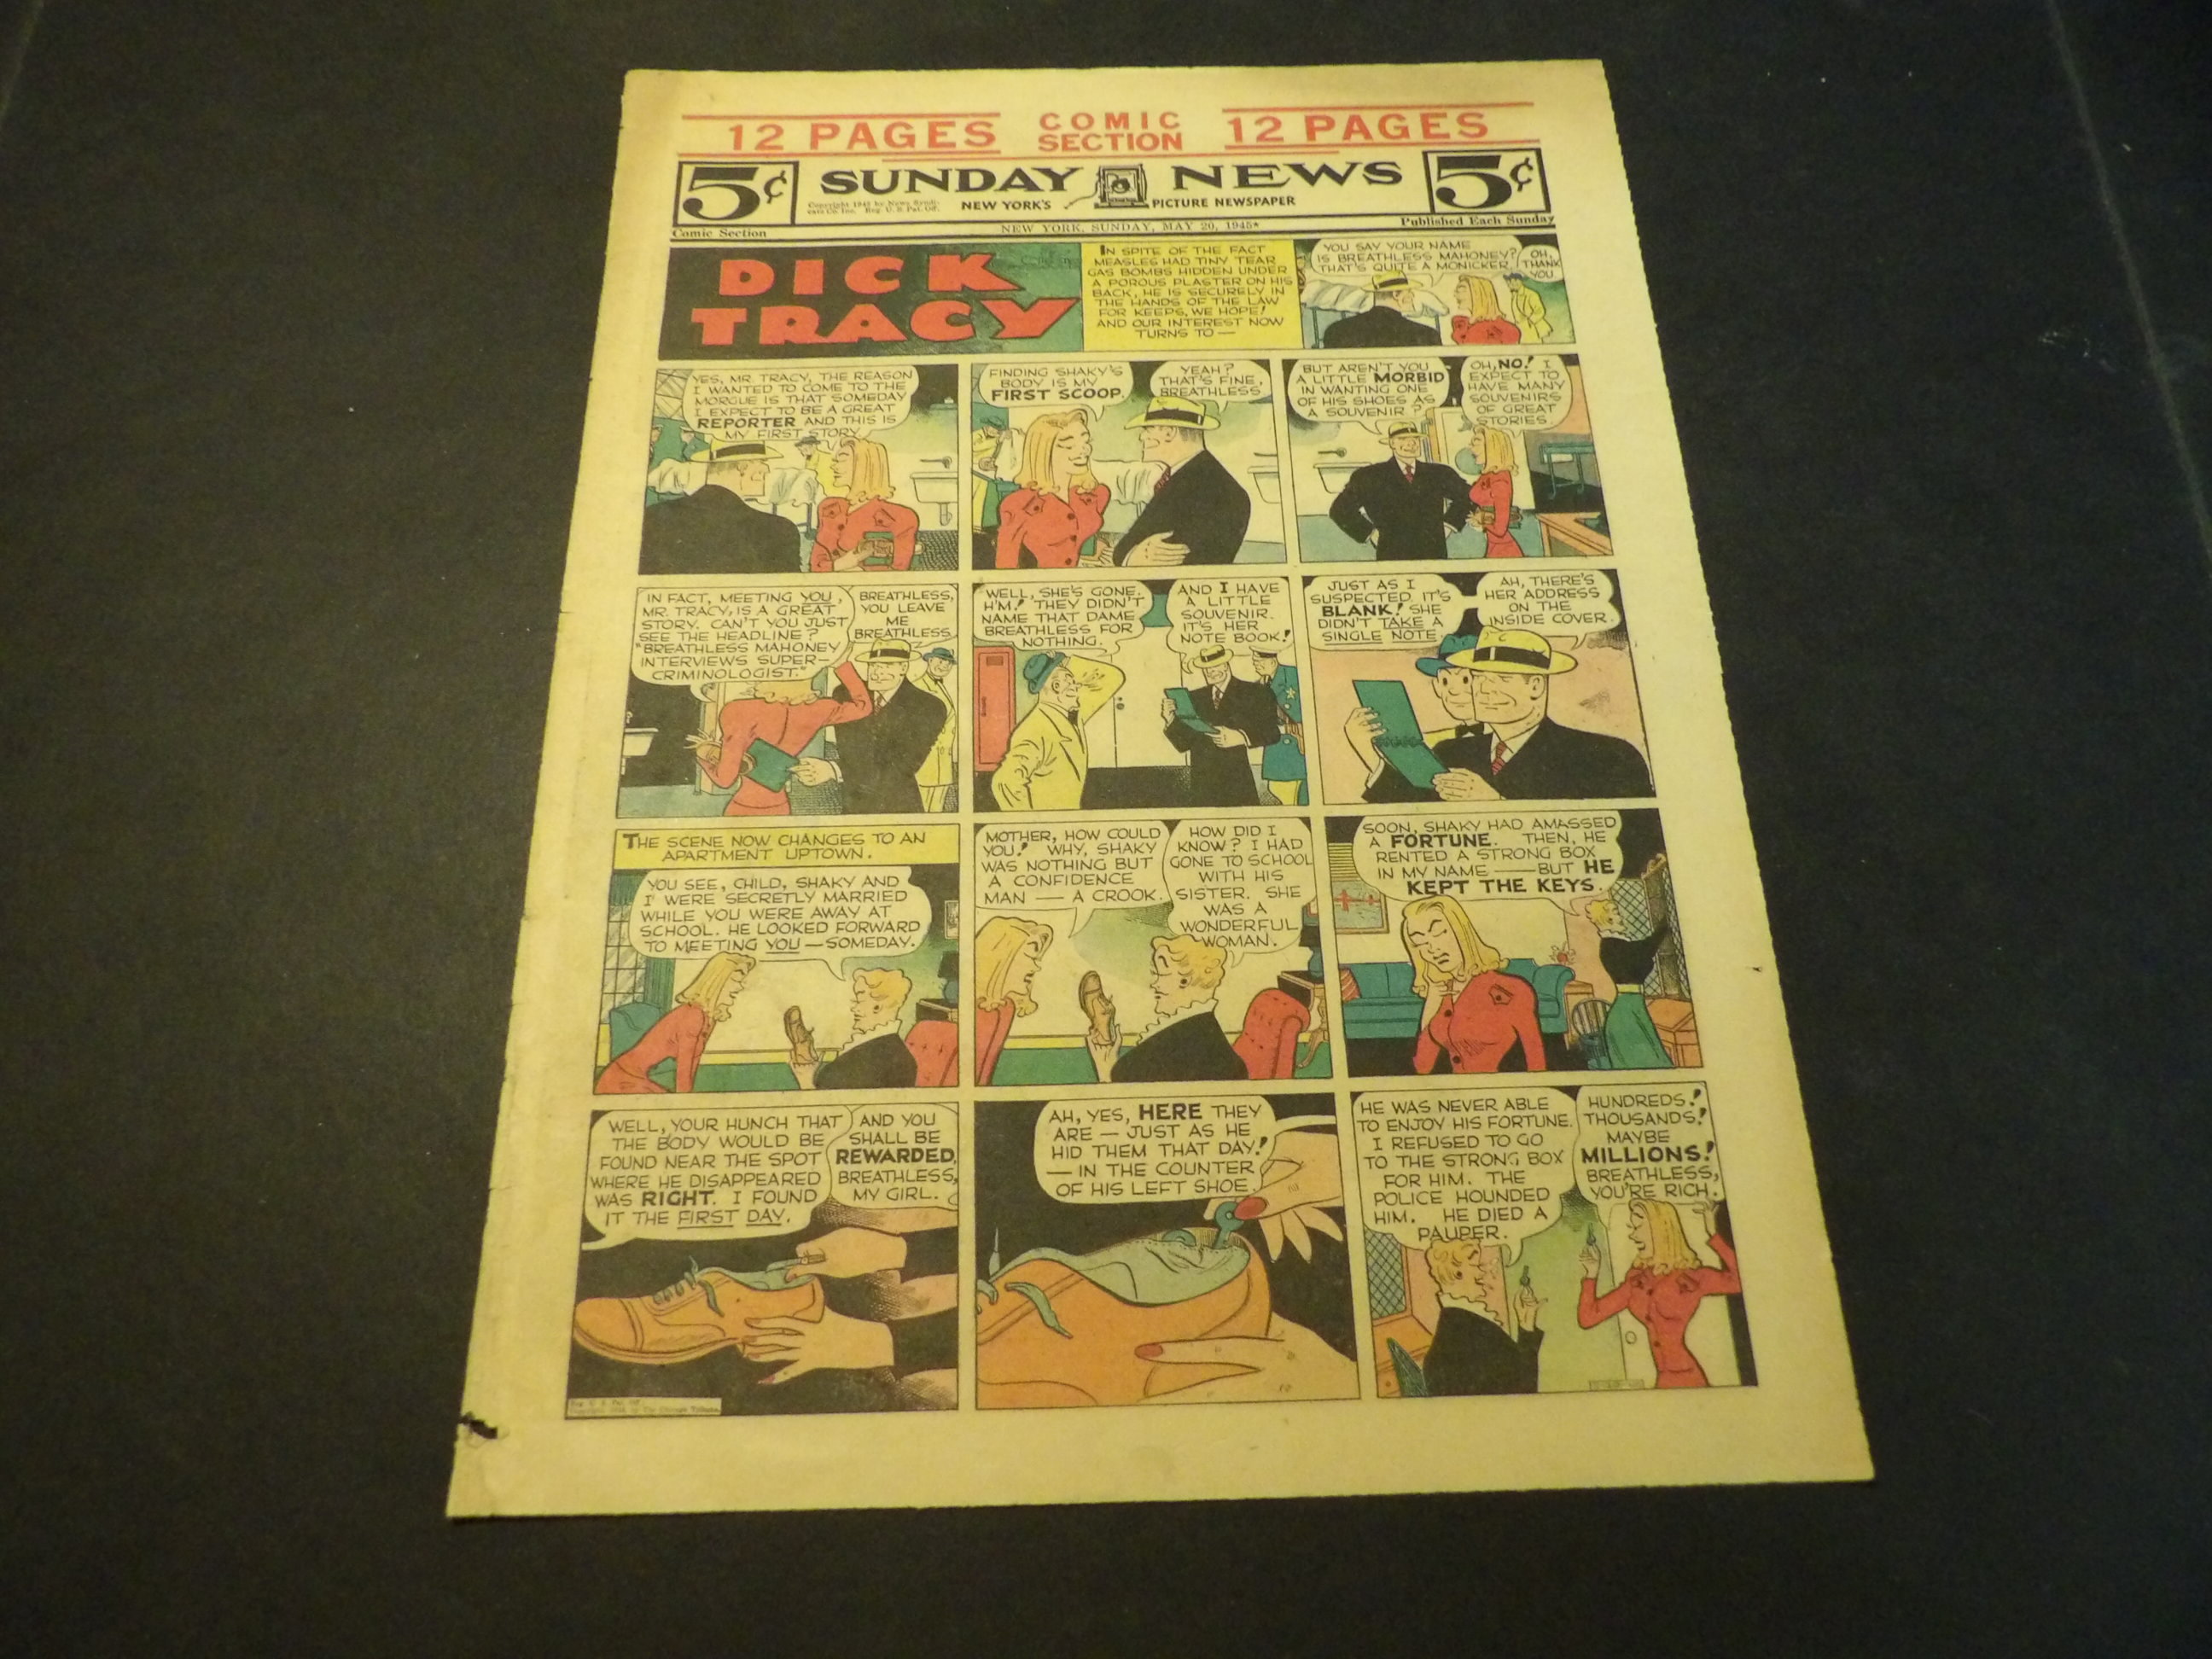 12 PAGES COMIC SECTION 12 PAGES
5¢ SUNDAY NEWS 5¢
NEW YORK'S PICTURE NEWSPAPER
Comic Section NEW YORK, SUNDAY, MAY 20, 1945* Published Each Sunday
DICK
TRACY
IN SPITE OF THE FACT
MEASLES HAD TINY TEAR
GAS BOMBS HIDDEN UNDER
A POROUS PLASTER ON HIS
BACK, HE IS SECURELY IN
THE HANDS OF THE LAW
FOR KEEPS, WE HOPE!
AND OUR INTEREST NOW
TURNS TO —
YOU SAY YOUR NAME
IS BREATHLESS MAHONEY?
THAT'S QUITE A MONICKER.
OH,
THANK
YOU
YES, MR. TRACY, THE REASON
I WANTED TO COME TO THE
MORGUE IS THAT SOMEDAY
I EXPECT TO BE A GREAT
REPORTER AND THIS IS
MY FIRST STORY.
FINDING SHAKY'S
BODY IS MY
FIRST SCOOP.
YEAH?
THAT'S FINE,
BREATHLESS.
BUT AREN'T YOU
A LITTLE MORBID
IN WANTING ONE
OF HIS SHOES AS
A SOUVENIR?
OH, NO! I
EXPECT TO
HAVE MANY
SOUVENIRS
OF GREAT
STORIES.
IN FACT, MEETING YOU,
MR. TRACY, IS A GREAT
STORY. CAN'T YOU JUST
SEE THE HEADLINE?
"BREATHLESS MAHONEY
INTERVIEWS SUPER-
CRIMINOLOGIST."
BREATHLESS,
YOU LEAVE
ME
BREATHLESS.
WELL, SHE'S GONE.
H'M! THEY DIDN'T
NAME THAT DAME
BREATHLESS FOR
NOTHING.
AND I HAVE
A LITTLE
SOUVENIR.
IT'S HER
NOTE BOOK!
JUST AS I
SUSPECTED. IT'S
BLANK! SHE
DIDN'T TAKE A
SINGLE NOTE.
AH, THERE'S
HER ADDRESS
ON THE
INSIDE COVER.
THE SCENE NOW CHANGES TO AN
APARTMENT UPTOWN.
YOU SEE, CHILD, SHAKY AND
I WERE SECRETLY MARRIED
WHILE YOU WERE AWAY AT
SCHOOL. HE LOOKED FORWARD
TO MEETING YOU — SOMEDAY.
MOTHER, HOW COULD
YOU! WHY, SHAKY
WAS NOTHING BUT
A CONFIDENCE
MAN — A CROOK.
HOW DID I
KNOW? I HAD
GONE TO SCHOOL
WITH HIS
SISTER. SHE
WAS A
WONDERFUL
WOMAN.
SOON, SHAKY HAD AMASSED
A FORTUNE. THEN, HE
RENTED A STRONG BOX
IN MY NAME — BUT HE
KEPT THE KEYS.
WELL, YOUR HUNCH THAT
THE BODY WOULD BE
FOUND NEAR THE SPOT
WHERE HE DISAPPEARED
WAS RIGHT. I FOUND
IT THE FIRST DAY.
AND YOU
SHALL BE
REWARDED,
BREATHLESS,
MY GIRL.
AH, YES, HERE THEY
ARE — JUST AS HE
HID THEM THAT DAY!
— IN THE COUNTER
OF HIS LEFT SHOE.
HE WAS NEVER ABLE
TO ENJOY HIS FORTUNE.
I REFUSED TO GO
TO THE STRONG BOX
FOR HIM. THE
POLICE HOUNDED
HIM. HE DIED A
PAUPER.
HUNDREDS!
THOUSANDS!
MAYBE
MILLIONS!
BREATHLESS,
YOU'RE RICH.